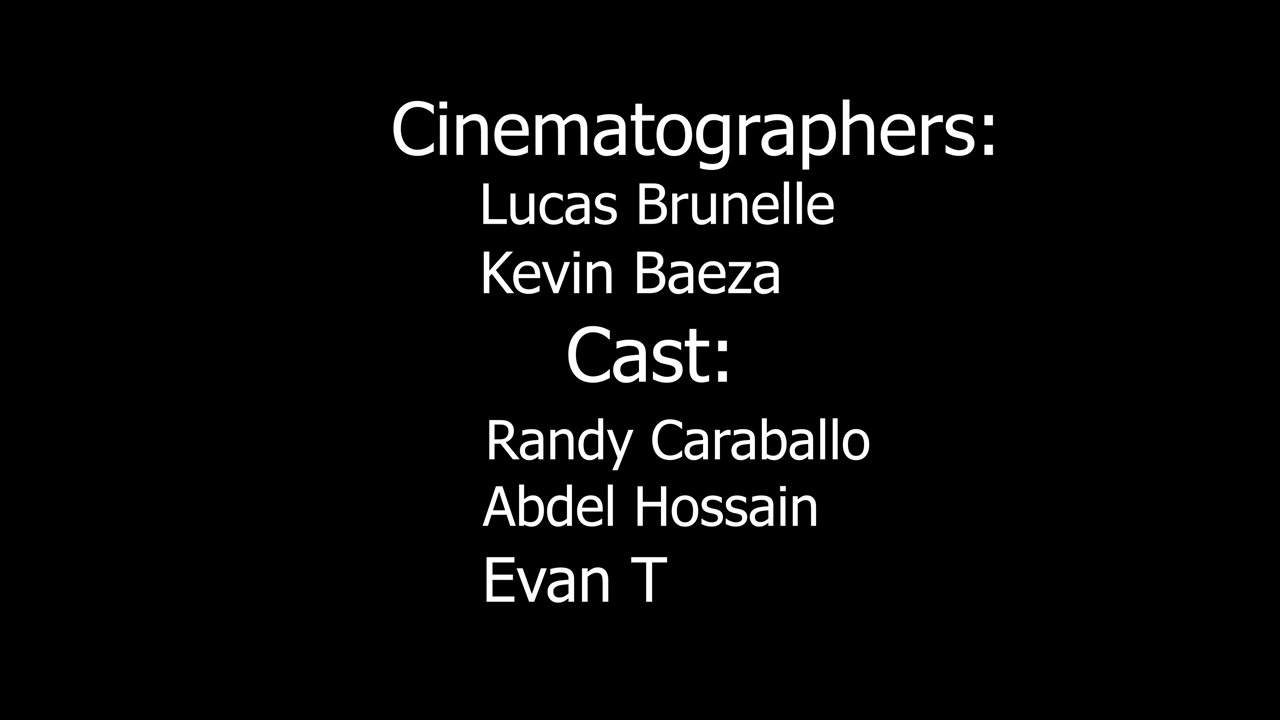 Cinematographers:
Lucas Brunelle
Kevin Baeza
Cast:
Randy Caraballo
Abdel Hossain
Evan T